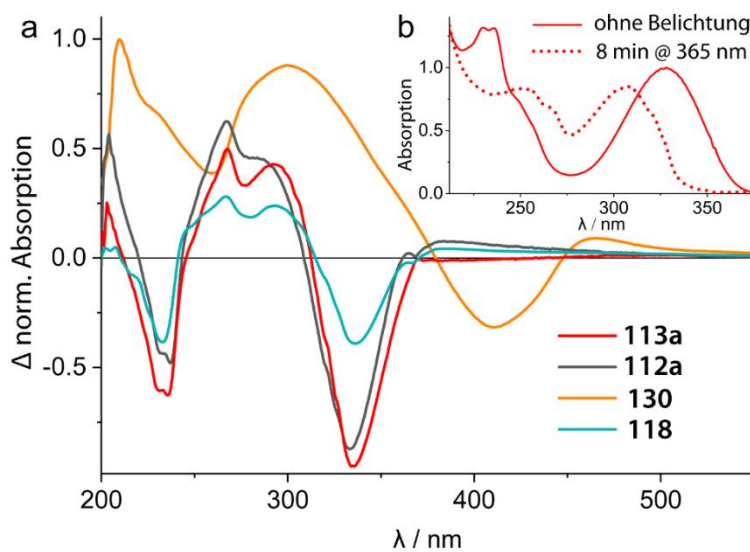 a
b
ohne Belichtung
8 min @ 365 nm
Absorption
1.0
0.5
0.0
250
300
350
λ / nm
Δ norm. Absorption
1.0
0.5
0.0
-0.5
113a
112a
130
118
200
300
400
500
λ / nm